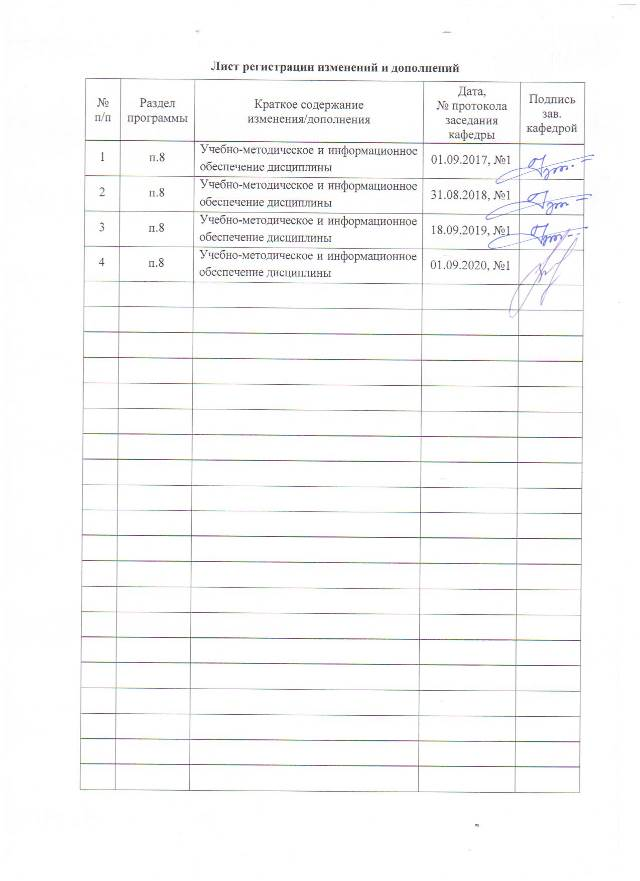 Лист регистрации изменений и дополнений
№ п/п Раздел программы Краткое содержание изменения/дополнения Дата, № протокола заседания кафедры Подпись зав. кафедрой
1 п.8 Учебно-методическое и информационное обеспечение дисциплины 01.09.2017, №1
2 п.8 Учебно-методическое и информационное обеспечение дисциплины 31.08.2018, №1
3 п.8 Учебно-методическое и информационное обеспечение дисциплины 18.09.2019, №1
4 п.8 Учебно-методическое и информационное обеспечение дисциплины 01.09.2020, №1